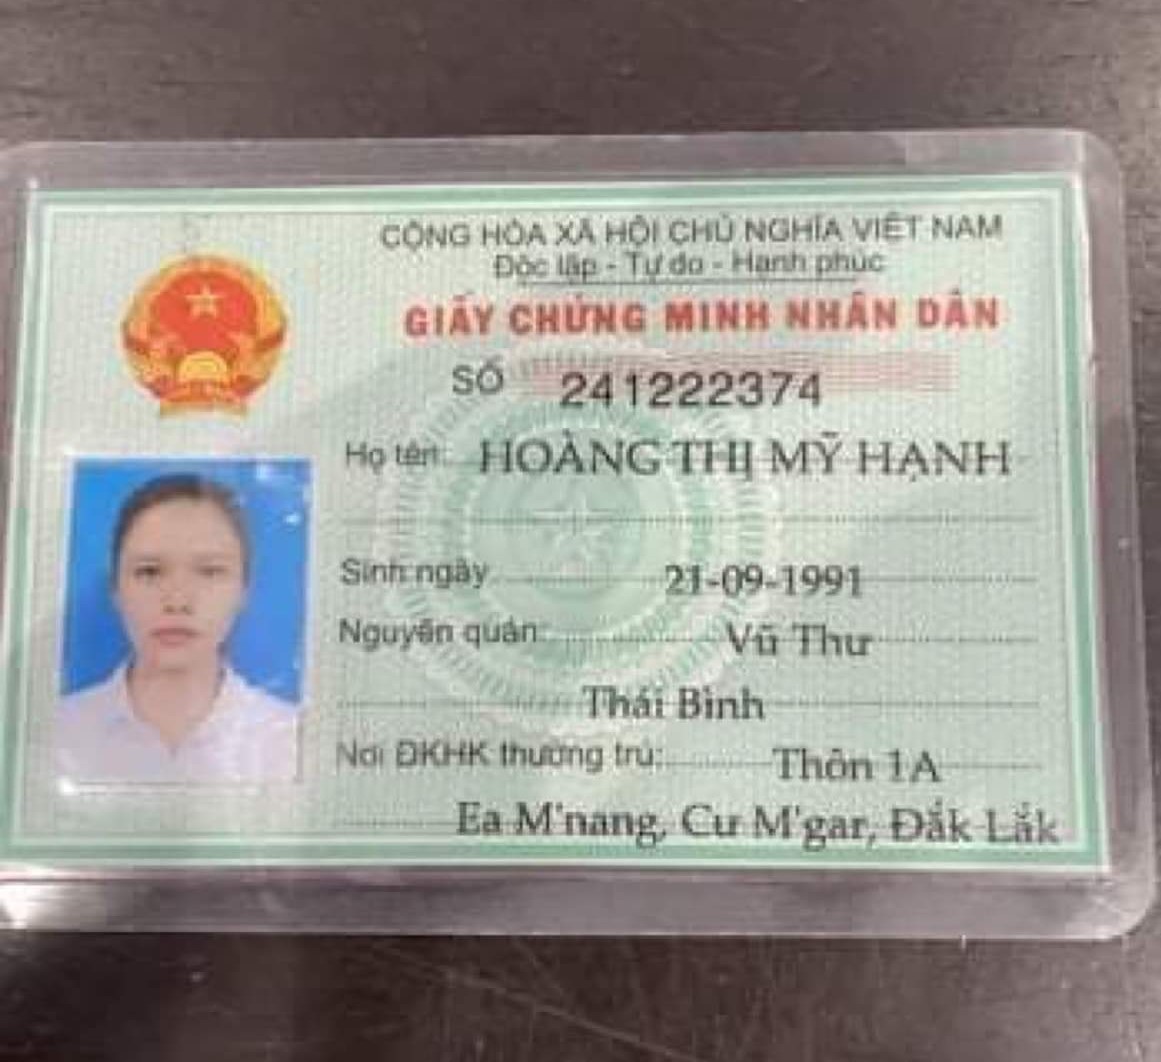 CỘNG HÒA XÃ HỘI CHỦ NGHĨA VIỆT NAM
Độc lập - Tự do - Hạnh phúc
GIẤY CHỨNG MINH NHÂN DÂN
SỐ 241222374
Họ tên: HOÀNG THỊ MỸ HẠNH
Sinh ngày 21-09-1991
Nguyên quán: Vũ Thư
Thái Bình
Nơi ĐKHK thường trú: Thôn 1A
Ea M'nang, Cư M'gar, Đắk Lắk